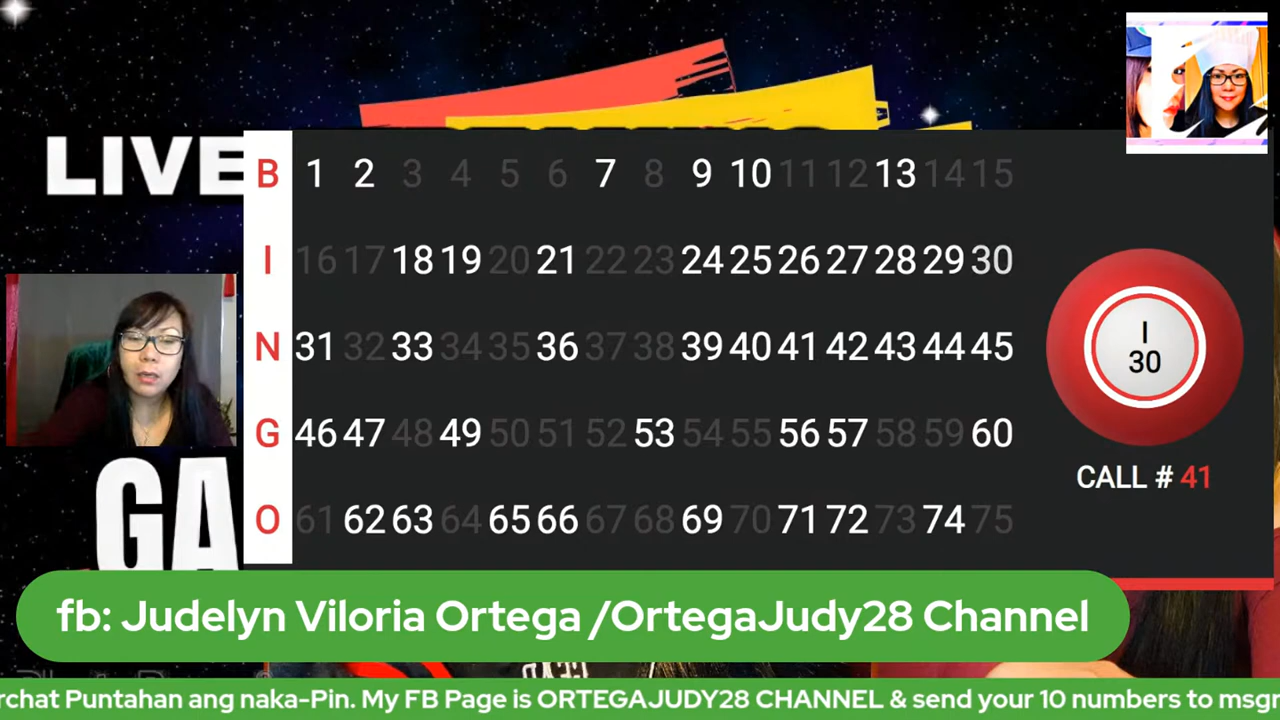 LIVE
B 1 2 3 4 5 6 7 8 9 10 11 12 13 14 15
I 16 17 18 19 20 21 22 23 24 25 26 27 28 29 30
N 31 32 33 34 35 36 37 38 39 40 41 42 43 44 45
G 46 47 48 49 50 51 52 53 54 55 56 57 58 59 60
O 61 62 63 64 65 66 67 68 69 70 71 72 73 74 75
I
30
CALL # 41
GA
fb: Judelyn Viloria Ortega /OrtegaJudy28 Channel
rchat Puntahan ang naka-Pin. My FB Page is ORTEGAJUDY28 CHANNEL & send your 10 numbers to msgr